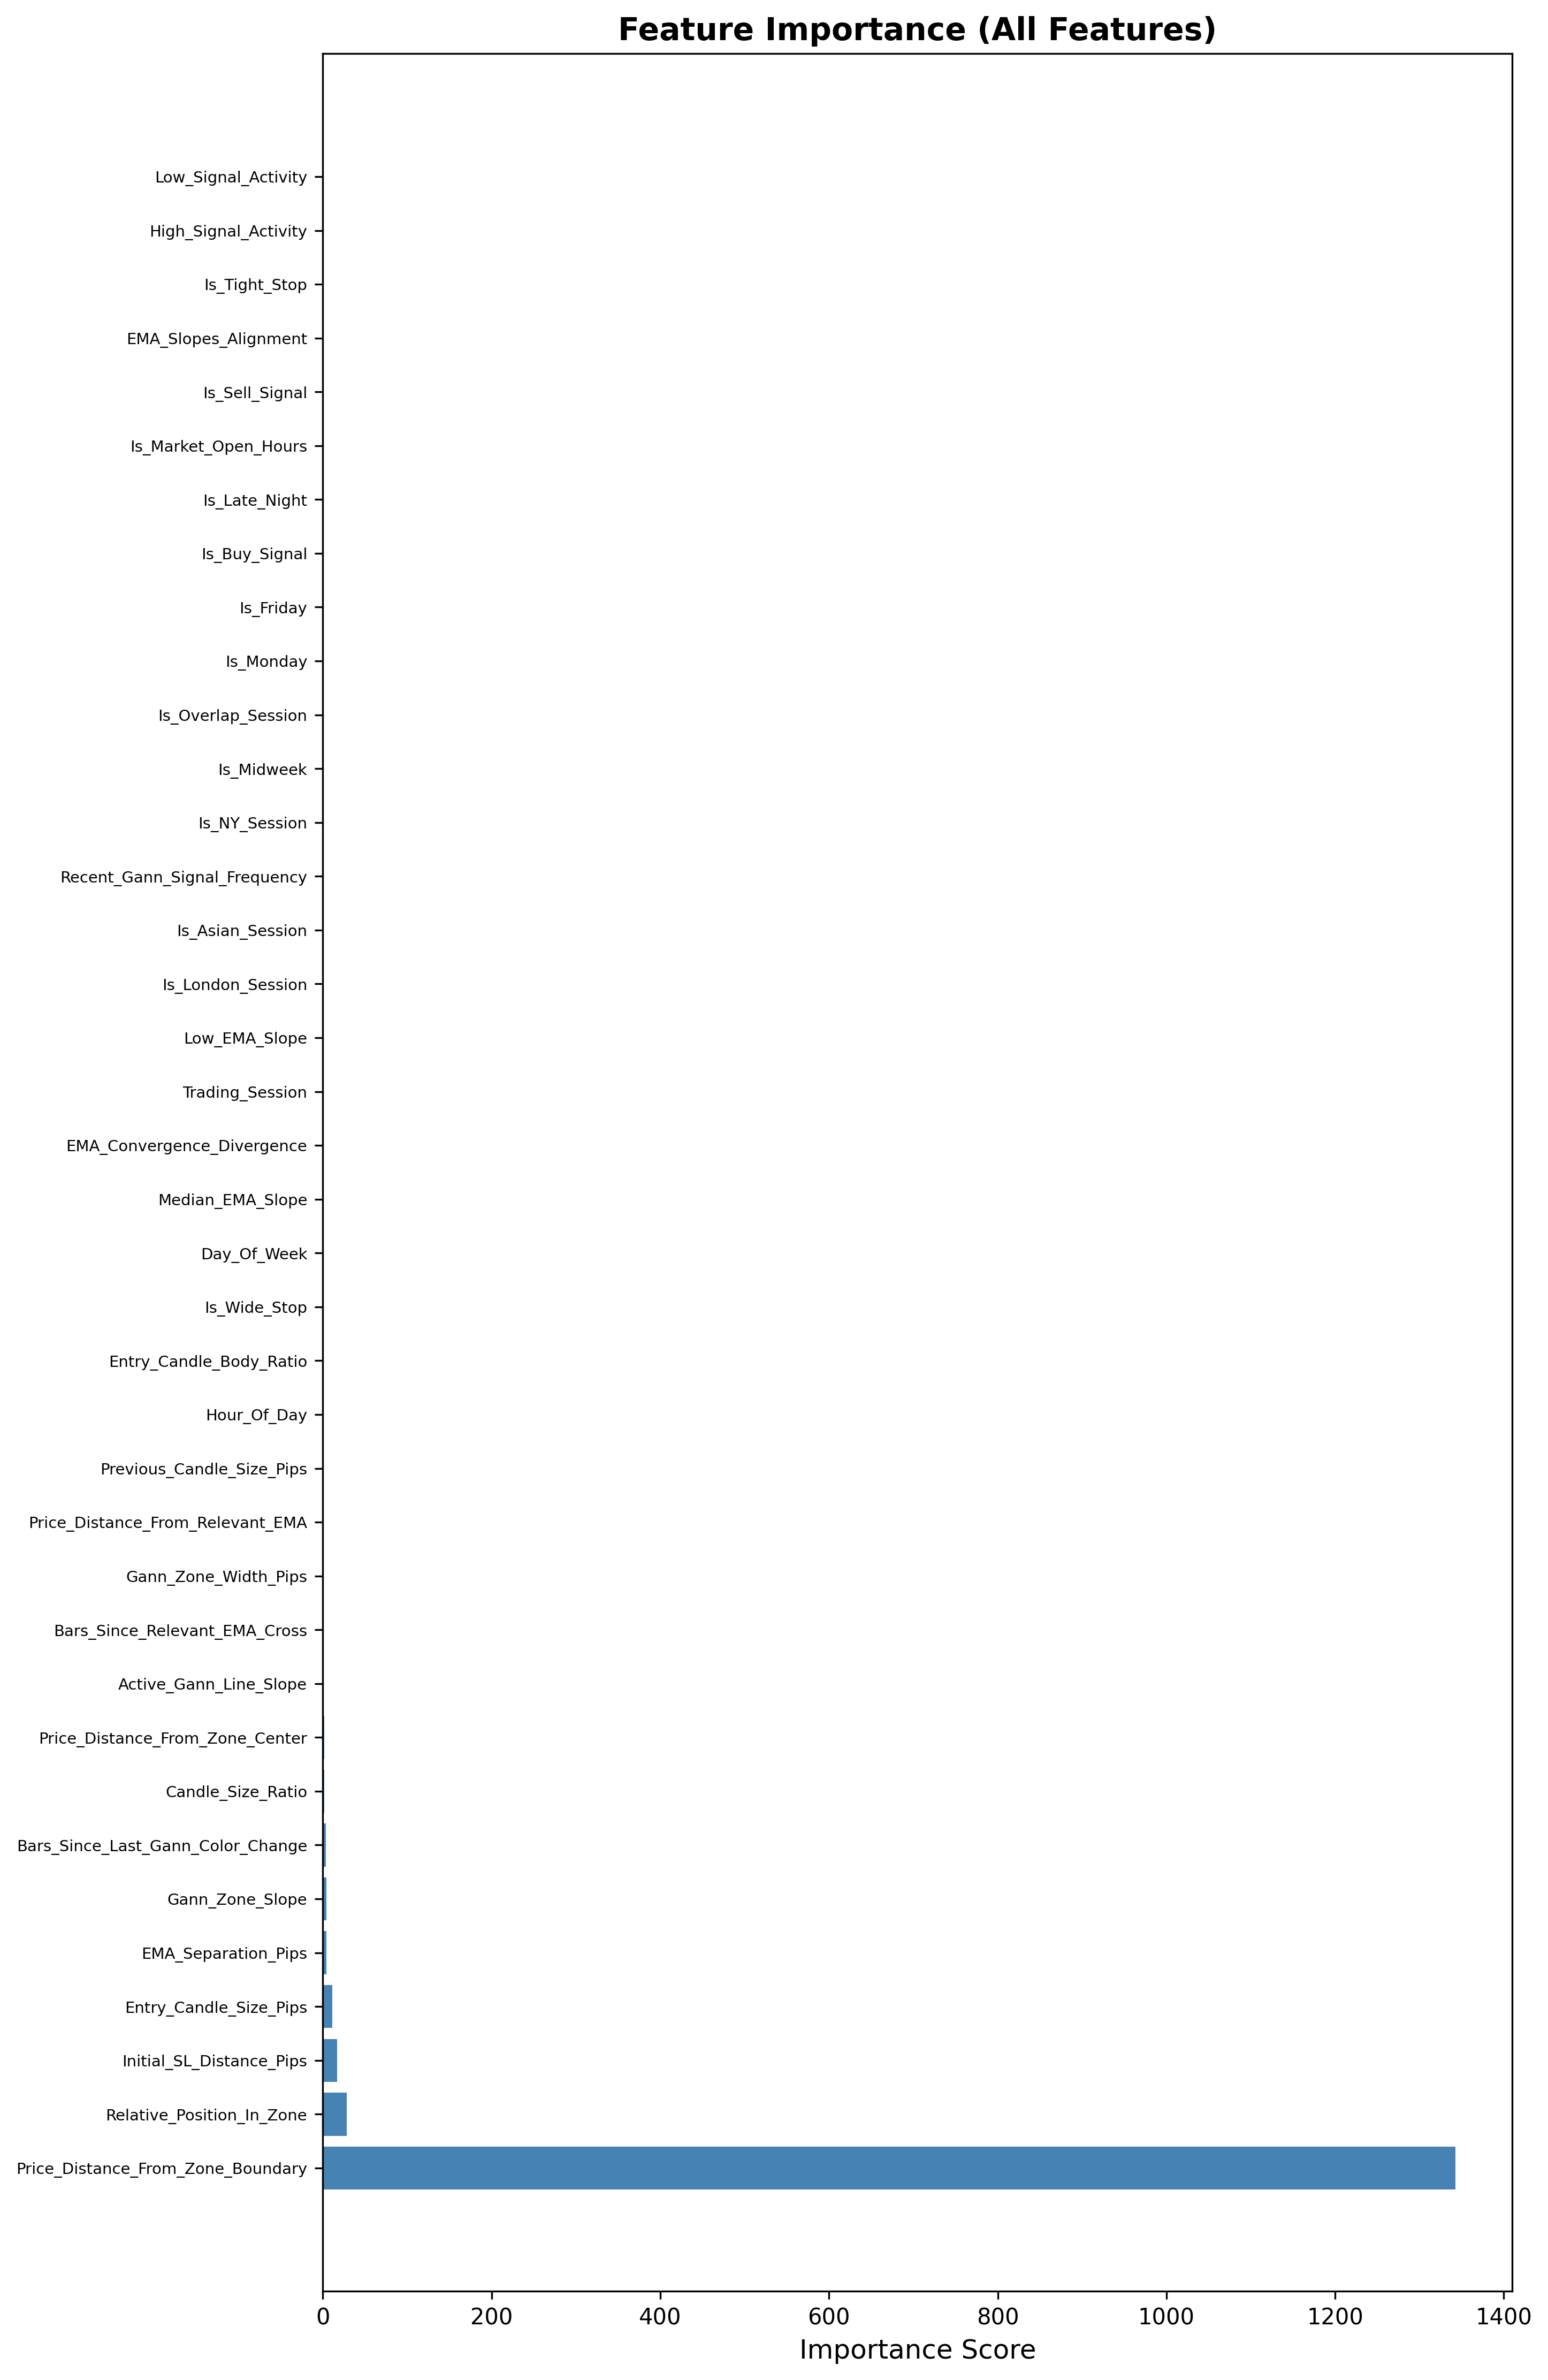 Feature Importance (All Features)
Low_Signal_Activity
High_Signal_Activity
Is_Tight_Stop
EMA_Slopes_Alignment
Is_Sell_Signal
Is_Market_Open_Hours
Is_Late_Night
Is_Buy_Signal
Is_Friday
Is_Monday
Is_Overlap_Session
Is_Midweek
Is_NY_Session
Recent_Gann_Signal_Frequency
Is_Asian_Session
Is_London_Session
Low_EMA_Slope
Trading_Session
EMA_Convergence_Divergence
Median_EMA_Slope
Day_Of_Week
Is_Wide_Stop
Entry_Candle_Body_Ratio
Hour_Of_Day
Previous_Candle_Size_Pips
Price_Distance_From_Relevant_EMA
Gann_Zone_Width_Pips
Bars_Since_Relevant_EMA_Cross
Active_Gann_Line_Slope
Price_Distance_From_Zone_Center
Candle_Size_Ratio
Bars_Since_Last_Gann_Color_Change
Gann_Zone_Slope
EMA_Separation_Pips
Entry_Candle_Size_Pips
Initial_SL_Distance_Pips
Relative_Position_In_Zone
Price_Distance_From_Zone_Boundary
0 200 400 600 800 1000 1200 1400
Importance Score